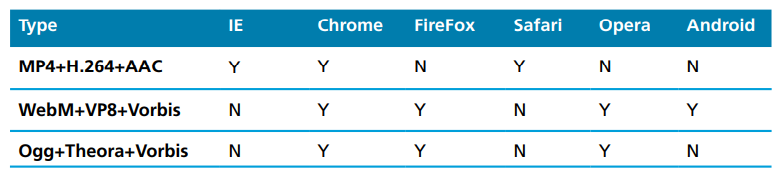 Type IE Chrome FireFox Safari Opera Android
MP4+H.264+AAC Y Y N Y N N
WebM+VP8+Vorbis N Y Y N Y Y
Ogg+Theora+Vorbis N Y Y N Y N